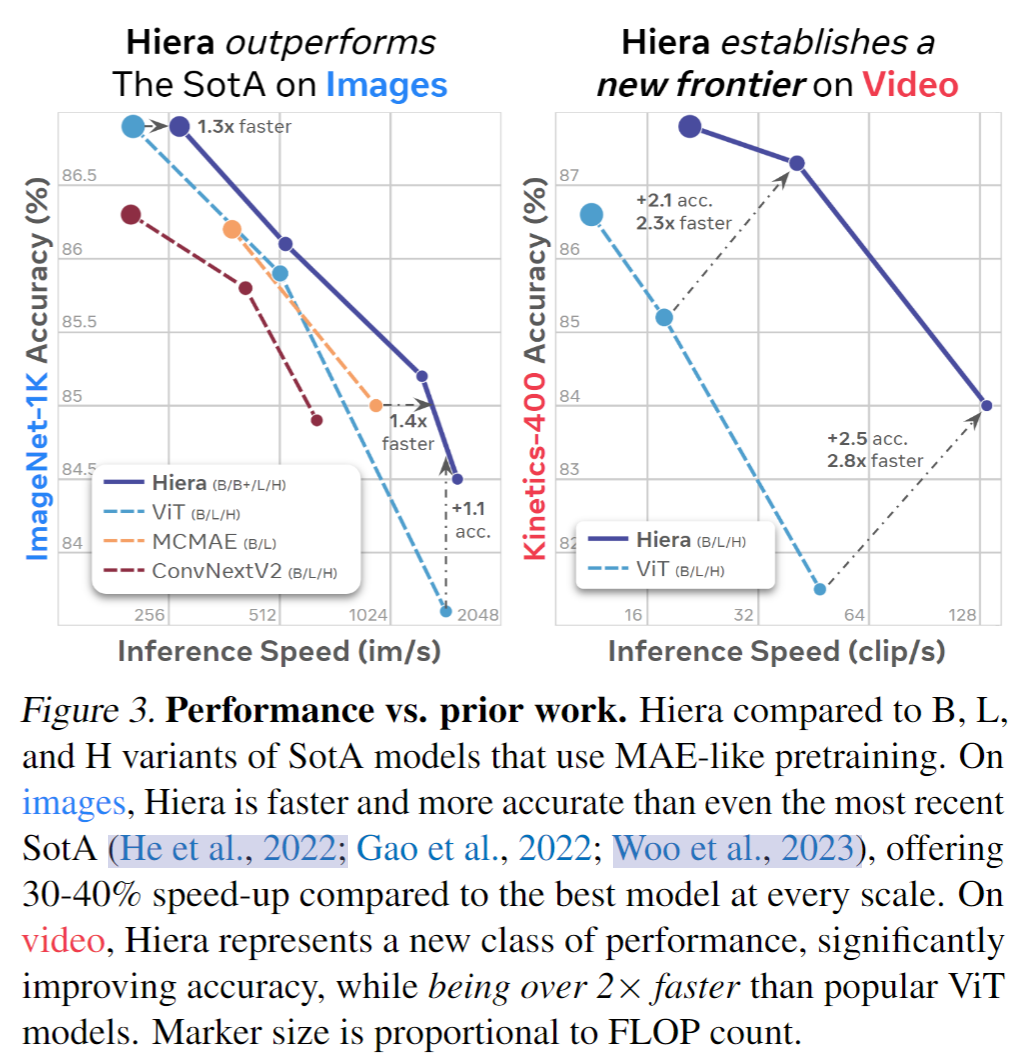 Hiera outperforms
The SotA on Images
Hiera establishes a
new frontier on Video
ImageNet-1K Accuracy (%)
86.5
86
85.5
85
84.5
84
1.3x faster
1.4x
faster
+1.1
acc.
Hiera (B/B+/L/H)
ViT (B/L/H)
MCMAE (B/L)
ConvNextV2 (B/L/H)
256
512
1024
2048
Inference Speed (im/s)
Kinetics-400 Accuracy (%)
87
86
85
84
83
82
+2.1 acc.
2.3x faster
+2.5 acc.
2.8x faster
Hiera (B/L/H)
ViT (B/L/H)
16
32
64
128
Inference Speed (clip/s)
Figure 3. Performance vs. prior work. Hiera compared to B, L,
and H variants of SotA models that use MAE-like pretraining. On
images, Hiera is faster and more accurate than even the most recent
SotA (He et al., 2022; Gao et al., 2022; Woo et al., 2023), offering
30-40% speed-up compared to the best model at every scale. On
video, Hiera represents a new class of performance, significantly
improving accuracy, while being over 2× faster than popular ViT
models. Marker size is proportional to FLOP count.